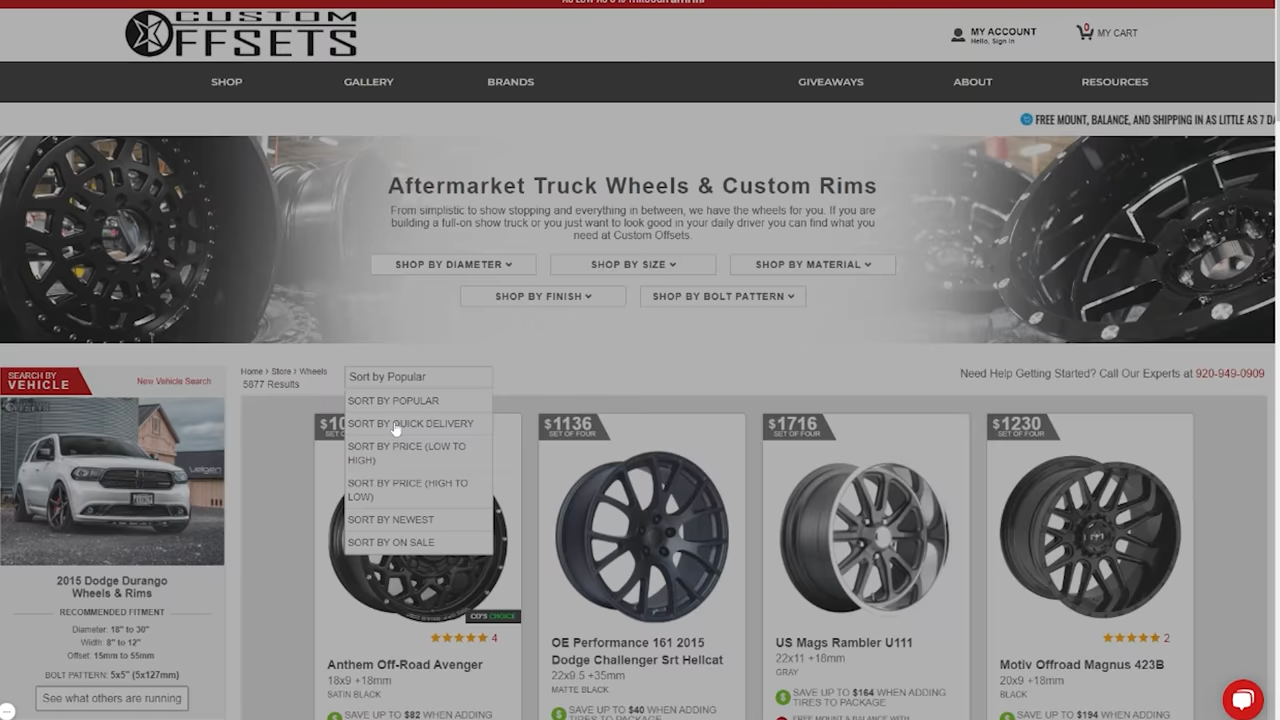 CUSTOM
OFFSETS
MY ACCOUNT
Hello, Sign In
0
MY CART
SHOP
GALLERY
BRANDS
GIVEAWAYS
ABOUT
RESOURCES
FREE MOUNT, BALANCE, AND SHIPPING IN AS LITTLE AS 7 DA
Aftermarket Truck Wheels & Custom Rims
From simplistic to show stopping and everything in between, we have the wheels for you. If you are
building a full-on show truck or you just want to look good in your daily driver you can find what you
need at Custom Offsets.
SHOP BY DIAMETER
SHOP BY SIZE
SHOP BY MATERIAL
SHOP BY FINISH
SHOP BY BOLT PATTERN
SEARCH BY
VEHICLE
New Vehicle Search
Home > Store > Wheels
5877 Results
Sort by Popular
SORT BY POPULAR
SORT BY QUICK DELIVERY
SORT BY PRICE (LOW TO
HIGH)
SORT BY PRICE (HIGH TO
LOW)
SORT BY NEWEST
SORT BY ON SALE
Need Help Getting Started? Call Our Experts at 920-949-0909
2015 Dodge Durango
Wheels & Rims
RECOMMENDED FITMENT
Diameter: 18" to 30"
Width: 8" to 12"
Offset: 15mm to 55mm
BOLT PATTERN: 5x5" (5x127mm)
See what others are running
CO'S CHOICE
4
Anthem Off-Road Avenger
18x9 +18mm
SATIN BLACK
SAVE UP TO $82 WHEN ADDING
$1136
SET OF FOUR
OE Performance 161 2015
Dodge Challenger Srt Hellcat
22x9.5 +35mm
MATTE BLACK
SAVE UP TO $40 WHEN ADDING
TIRES TO PACKAGE
$1716
SET OF FOUR
US Mags Rambler U111
22x11 +18mm
GRAY
SAVE UP TO $164 WHEN ADDING
TIRES TO PACKAGE
FREE MOUNT & BALANCE WITH
$1230
SET OF FOUR
2
Motiv Offroad Magnus 423B
20x9 +18mm
BLACK
SAVE UP TO $194 WHEN ADDING
TIRES TO PACKAGE